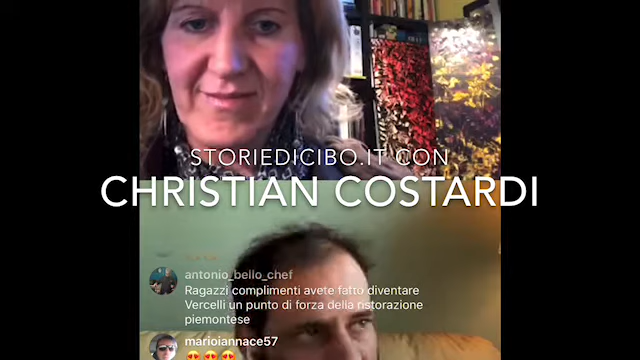 STORIEDICIBO.IT CON
CHRISTIAN COSTARDI
antonio_bello_chef
Ragazzi complimenti avete fatto diventare
Vercelli un punto di forza della ristorazione
piemontese
marioiannace57
😍😍😍